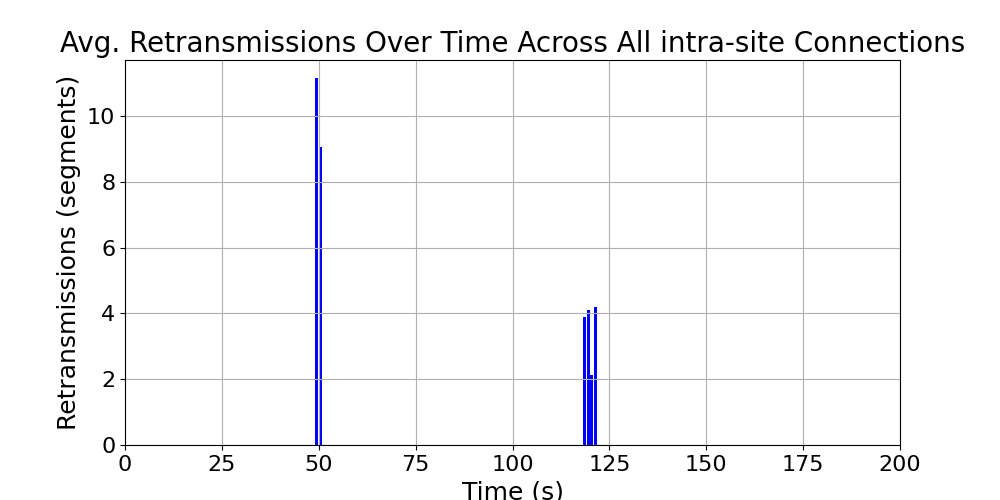 Avg. Retransmissions Over Time Across All intra-site Connections
Retransmissions (segments)
10
8
6
4
2
0
0 25 50 75 100 125 150 175 200
Time (s)